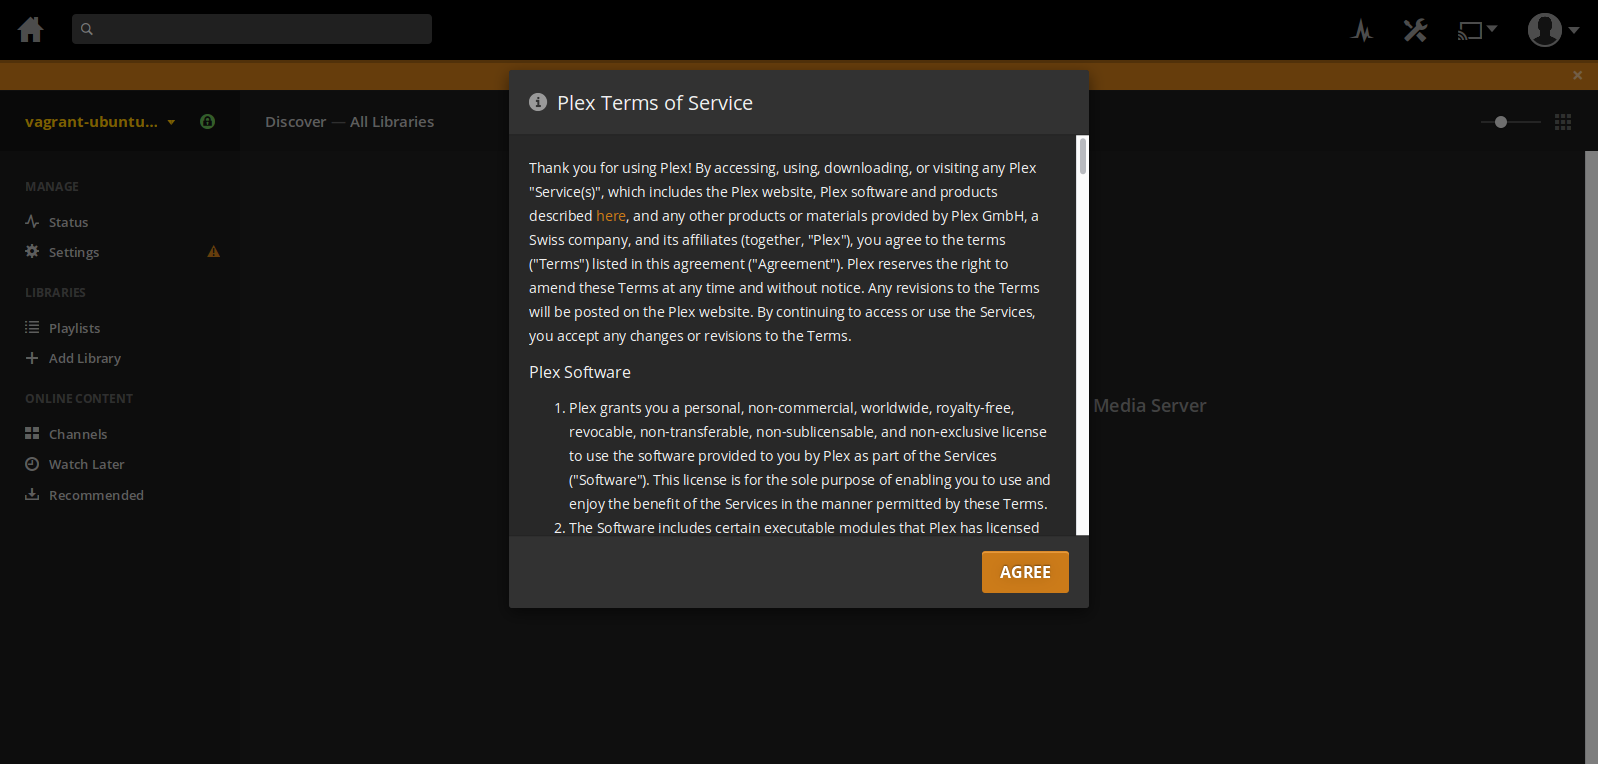 Plex Terms of Service
vagrant-ubuntu...
Discover — All Libraries
MANAGE
Status
Settings
LIBRARIES
Playlists
Add Library
ONLINE CONTENT
Channels
Watch Later
Recommended
Thank you for using Plex! By accessing, using, downloading, or visiting any Plex
"Service(s)", which includes the Plex website, Plex software and products
described here, and any other products or materials provided by Plex GmbH, a
Swiss company, and its affiliates (together, "Plex"), you agree to the terms
("Terms") listed in this agreement ("Agreement"). Plex reserves the right to
amend these Terms at any time and without notice. Any revisions to the Terms
will be posted on the Plex website. By continuing to access or use the Services,
you accept any changes or revisions to the Terms.
Plex Software
1. Plex grants you a personal, non-commercial, worldwide, royalty-free,
revocable, non-transferable, non-sublicensable, and non-exclusive license
to use the software provided to you by Plex as part of the Services
("Software"). This license is for the sole purpose of enabling you to use and
enjoy the benefit of the Services in the manner permitted by these Terms.
2. The Software includes certain executable modules that Plex has licensed
Media Server
AGREE